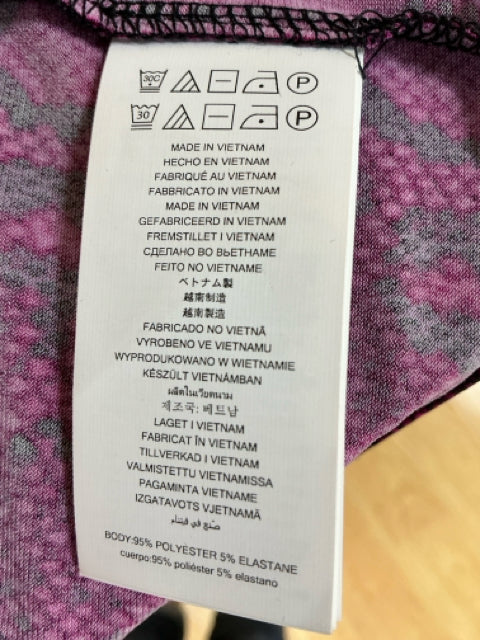 30C P
30 P
MADE IN VIETNAM
HECHO EN VIETNAM
FABRIQUÉ AU VIETNAM
FABBRICATO IN VIETNAM
MADE IN VIETNAM
GEFABRICEERD IN VIETNAM
FREMSTILLET I VIETNAM
СДЕЛАНО ВО ВЬЕТНАМЕ
FEITO NO VIETNAME
ベトナム製
越南制造
越南製造
FABRICADO NO VIETNÃ
VYROBENO VE VIETNAMU
WYPRODUKOWANO W WIETNAMIE
KÉSZÜLT VIETNÁMBAN
ผลิตในเวียดนาม
제조국: 베트남
LAGET I VIETNAM
FABRICAT ÎN VIETNAM
TILLVERKAD I VIETNAM
VALMISTETTU VIETNAMISSA
PAGAMINTA VIETNAME
IZGATAVOTS VJETNAMĀ
صنع في فيتنام
BODY:95% POLYESTER 5% ELASTANE
cuerpo:95% poliéster 5% elastano